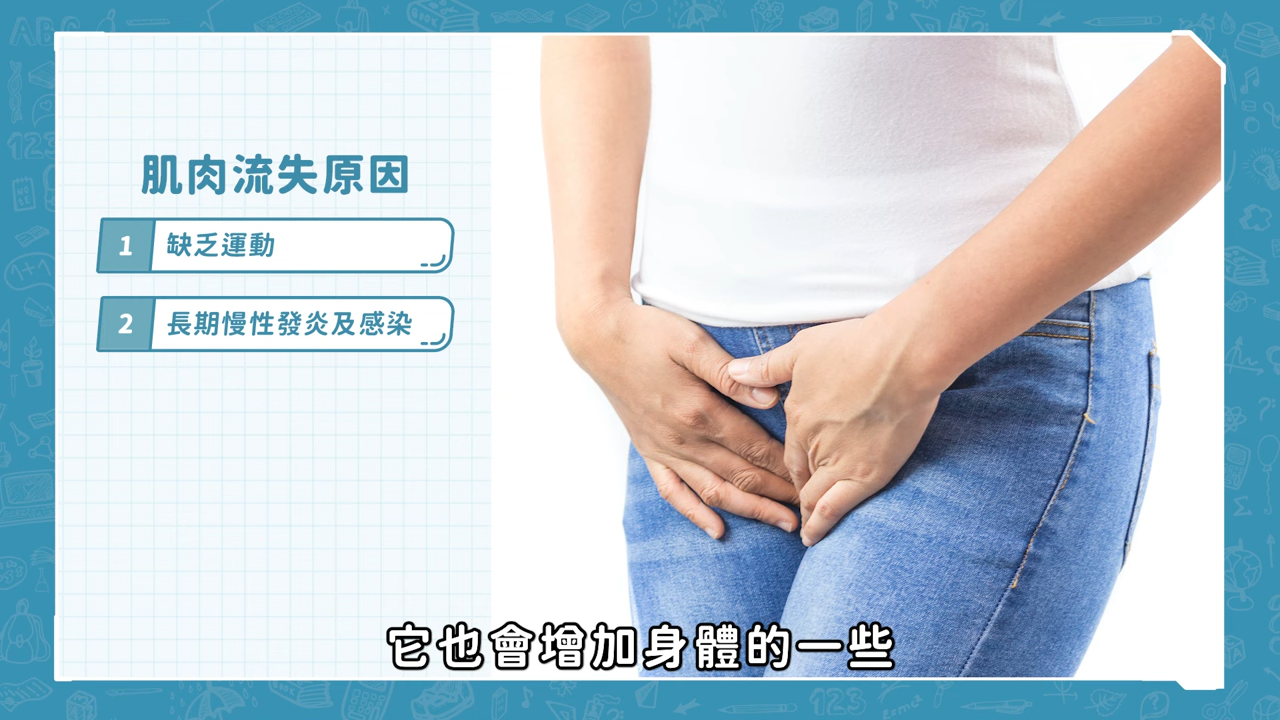 肌肉流失原因
1 缺乏運動
2 長期慢性發炎及感染
它也會增加身體的一些